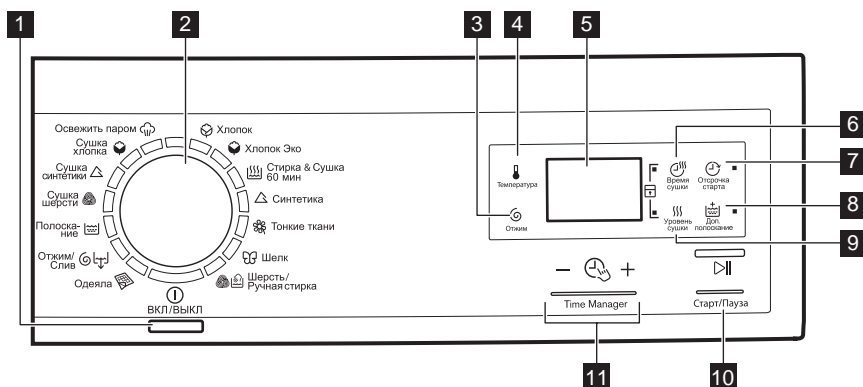 1
2
3
4
5
6
7
8
9
10
11
Освежить паром
Сушка
хлопка
Сушка
синтетики
Сушка
шерсти
Полоска-
ние
Отжим/
Слив
Одеяла
Хлопок
Хлопок Эко
Стирка & Сушка
60 мин
Синтетика
Тонкие ткани
Шелк
Шерсть/
Ручная стирка
ВКЛ/ВЫКЛ
Температура
Отжим
Время
сушки
Отсрочка
старта
Уровень
сушки
Доп.
полоскание
− +
Time Manager
Старт/Пауза